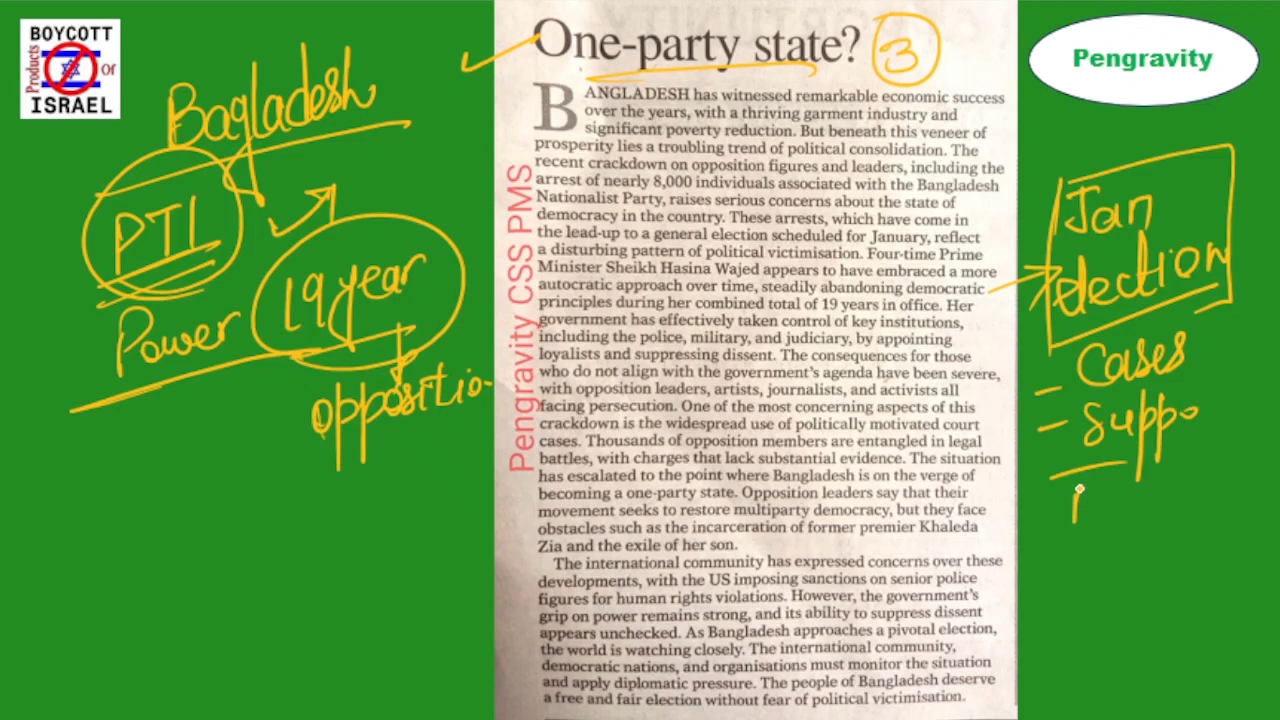 BOYCOTT
Products
or
ISRAEL
Bagladesh
PTI
19 year
Power
oppositio
One-party state?
3
BANGLADESH has witnessed remarkable economic success
over the years, with a thriving garment industry and
significant poverty reduction. But beneath this veneer of
prosperity lies a troubling trend of political consolidation. The
recent crackdown on opposition figures and leaders, including the
arrest of nearly 8,000 individuals associated with the Bangladesh
Nationalist Party, raises serious concerns about the state of
democracy in the country. These arrests, which have come in
the lead-up to a general election scheduled for January, reflect
a disturbing pattern of political victimisation. Four-time Prime
Minister Sheikh Hasina Wajed appears to have embraced a more
autocratic approach over time, steadily abandoning democratic
principles during her combined total of 19 years in office. Her
government has effectively taken control of key institutions,
including the police, military, and judiciary, by appointing
loyalists and suppressing dissent. The consequences for those
who do not align with the government's agenda have been severe,
with opposition leaders, artists, journalists, and activists all
facing persecution. One of the most concerning aspects of this
crackdown is the widespread use of politically motivated court
cases. Thousands of opposition members are entangled in legal
battles, with charges that lack substantial evidence. The situation
has escalated to the point where Bangladesh is on the verge of
becoming a one-party state. Opposition leaders say that their
movement seeks to restore multiparty democracy, but they face
obstacles such as the incarceration of former premier Khaleda
Zia and the exile of her son.
The international community has expressed concerns over these
developments, with the US imposing sanctions on senior police
figures for human rights violations. However, the government's
grip on power remains strong, and its ability to suppress dissent
appears unchecked. As Bangladesh approaches a pivotal election,
the world is watching closely. The international community,
democratic nations, and organisations must monitor the situation
and apply diplomatic pressure. The people of Bangladesh deserve
a free and fair election without fear of political victimisation.
Pengravity CSS PMS
Pengravity
Jan
election
- Cases
- Suppo